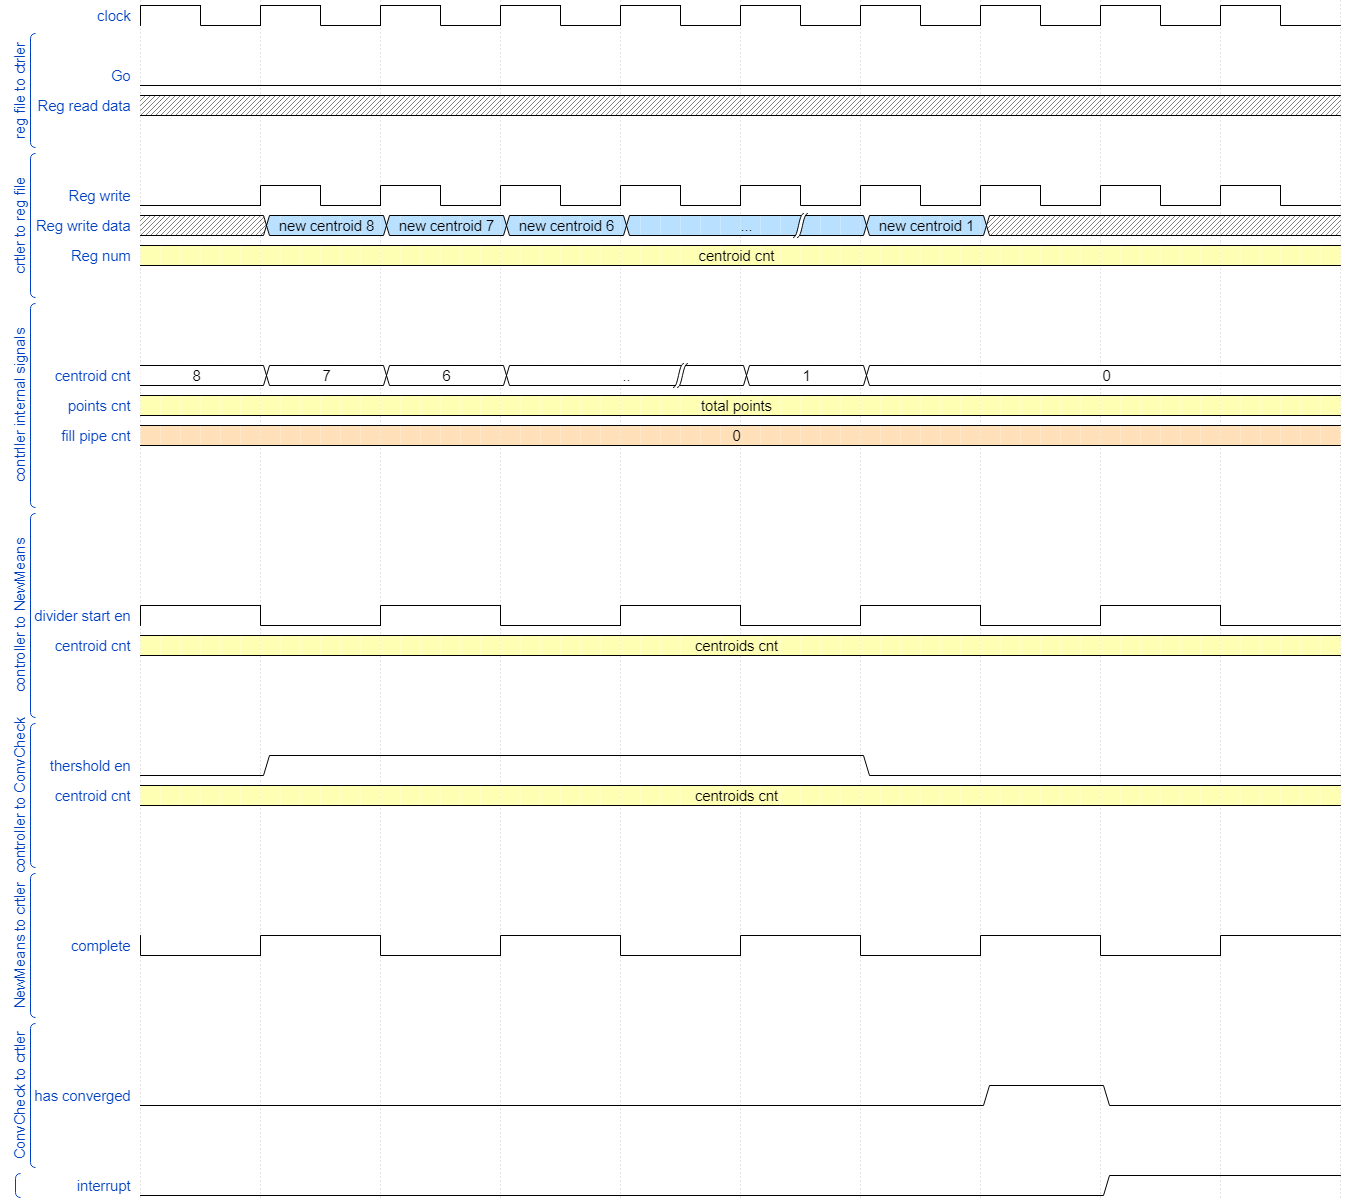 clock
reg file to ctrler
Go
Reg read data
crtler to reg file
Reg write
Reg write data
new centroid 8
new centroid 7
new centroid 6
...
new centroid 1
Reg num
centroid cnt
contrller internal signals
centroid cnt
8
7
6
..
1
0
points cnt
total points
fill pipe cnt
0
controller to NewMeans
divider start en
centroid cnt
centroids cnt
controller to ConvCheck
thershold en
centroid cnt
centroids cnt
NewMeans to crtler
complete
ConvCheck to crtler
has converged
interrupt